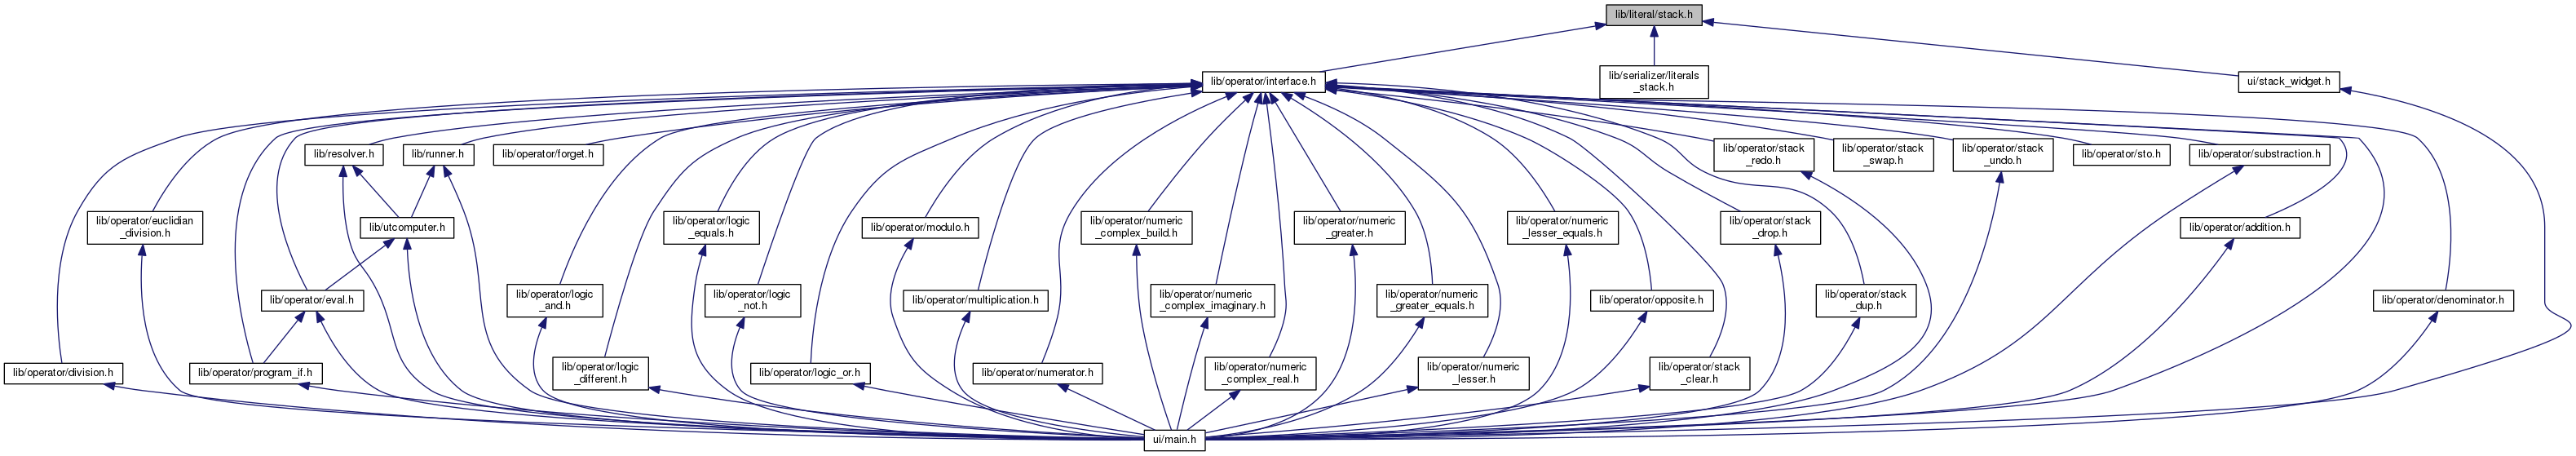 lib/literal/stack.h
lib/operator/interface.h
lib/serializer/literals
_stack.h
ui/stack_widget.h
lib/resolver.h
lib/runner.h
lib/operator/forget.h
lib/operator/stack
_redo.h
lib/operator/stack
_swap.h
lib/operator/stack
_undo.h
lib/operator/sto.h
lib/operator/substraction.h
lib/operator/euclidian
_division.h
lib/utcomputer.h
lib/operator/logic
_equals.h
lib/operator/modulo.h
lib/operator/numeric
_complex_build.h
lib/operator/numeric
_greater.h
lib/operator/numeric
_lesser_equals.h
lib/operator/stack
_drop.h
lib/operator/addition.h
lib/operator/eval.h
lib/operator/logic
_and.h
lib/operator/logic
_not.h
lib/operator/multiplication.h
lib/operator/numeric
_complex_imaginary.h
lib/operator/numeric
_greater_equals.h
lib/operator/opposite.h
lib/operator/stack
_dup.h
lib/operator/denominator.h
lib/operator/division.h
lib/operator/program_if.h
lib/operator/logic
_different.h
lib/operator/logic_or.h
lib/operator/numerator.h
lib/operator/numeric
_complex_real.h
lib/operator/numeric
_lesser.h
lib/operator/stack
_clear.h
ui/main.h